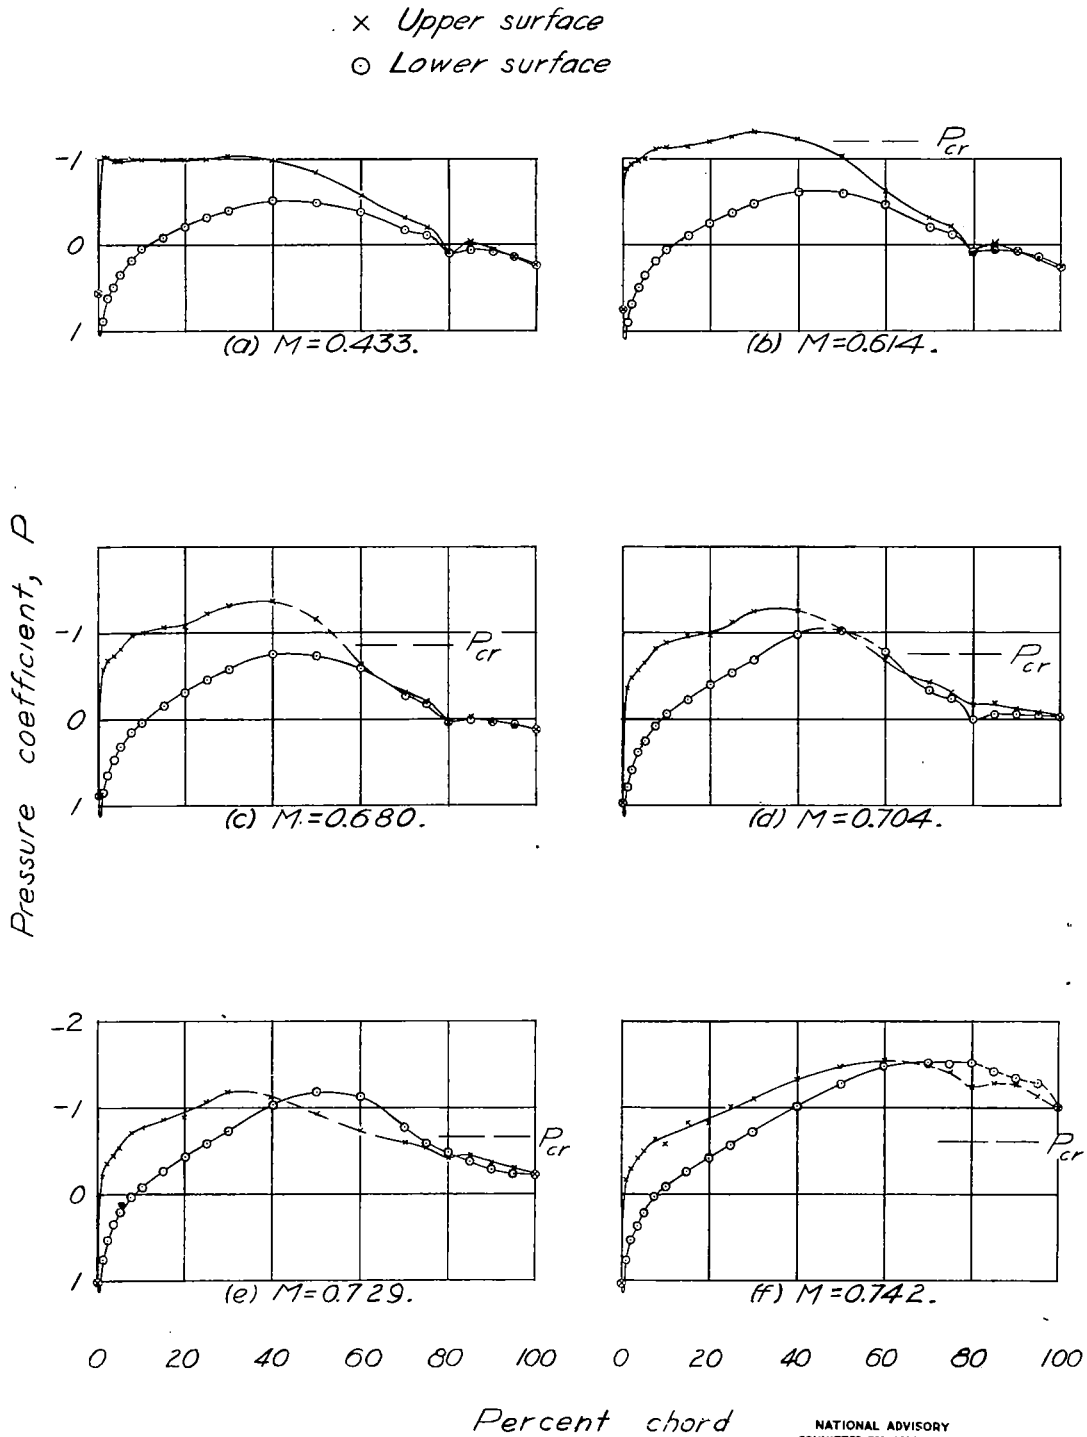 × Upper surface
⊙ Lower surface
-1
0
1
P_cr
(a) M=0.433.
(b) M=0.614.
Pressure coefficient, P
-1
0
1
P_cr
P_cr
(c) M=0.680.
(d) M=0.704.
-2
-1
0
1
P_cr
P_cr
(e) M=0.729.
(f) M=0.742.
0 20 40 60 80 100 0 20 40 60 80 100
Percent chord
NATIONAL ADVISORY